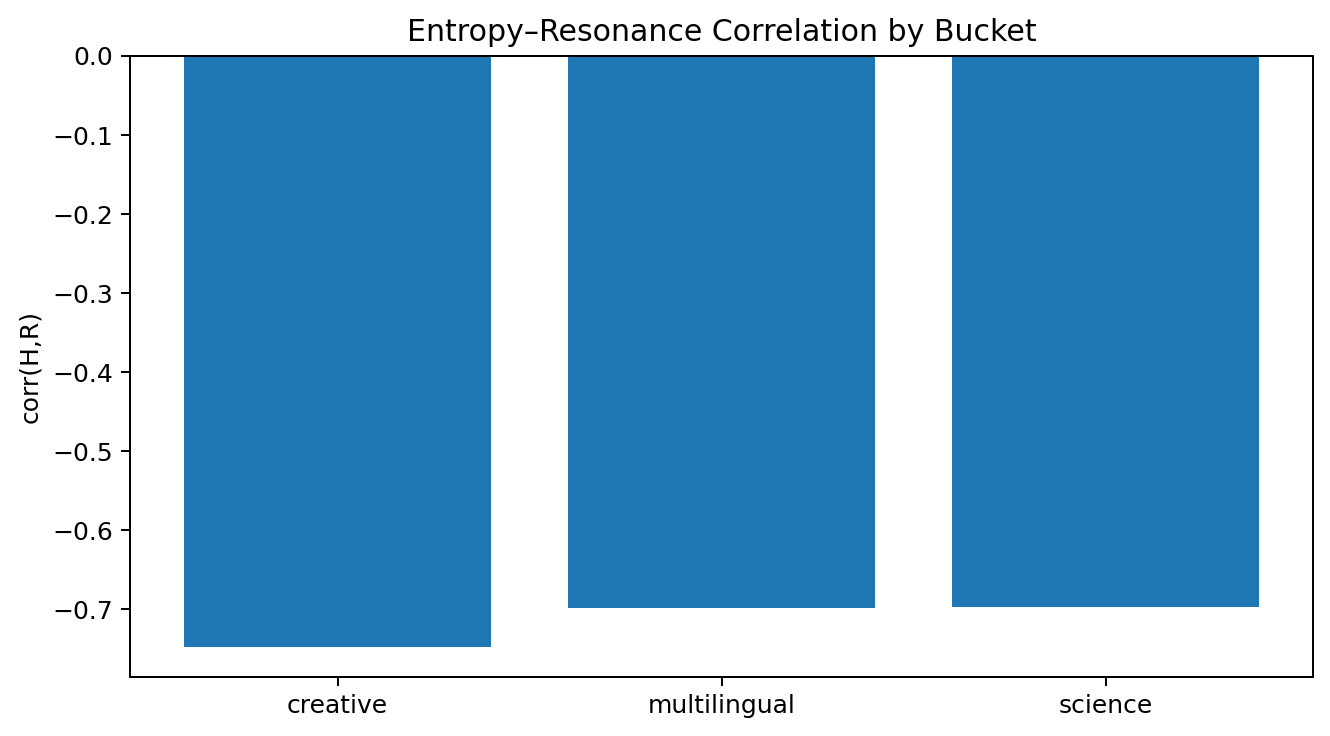 Entropy–Resonance Correlation by Bucket
0.0
−0.1
−0.2
−0.3
−0.4
−0.5
−0.6
−0.7
corr(H,R)
creative
multilingual
science